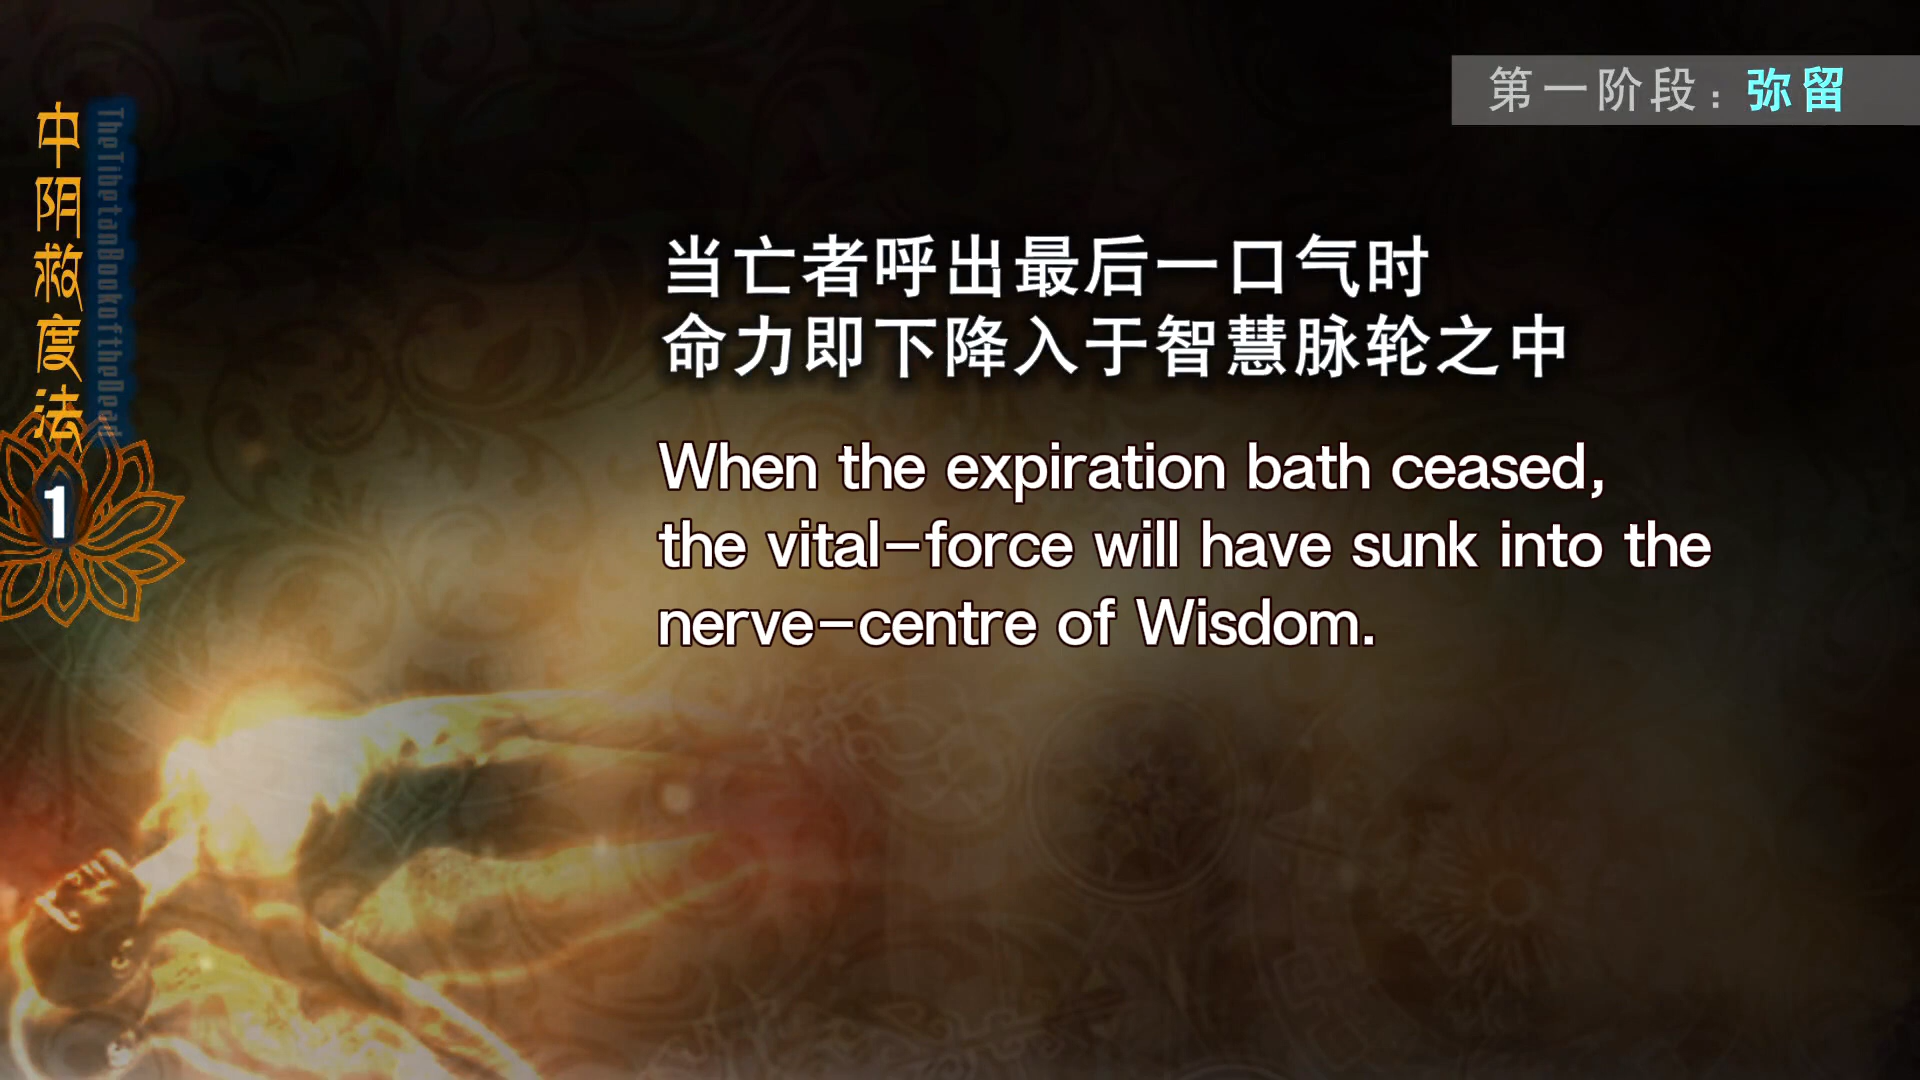 第一阶段：弥留
中阴救度法
TheTibetanBookoftheDead
1
当亡者呼出最后一口气时
命力即下降入于智慧脉轮之中
When the expiration bath ceased,
the vital-force will have sunk into the
nerve-centre of Wisdom.